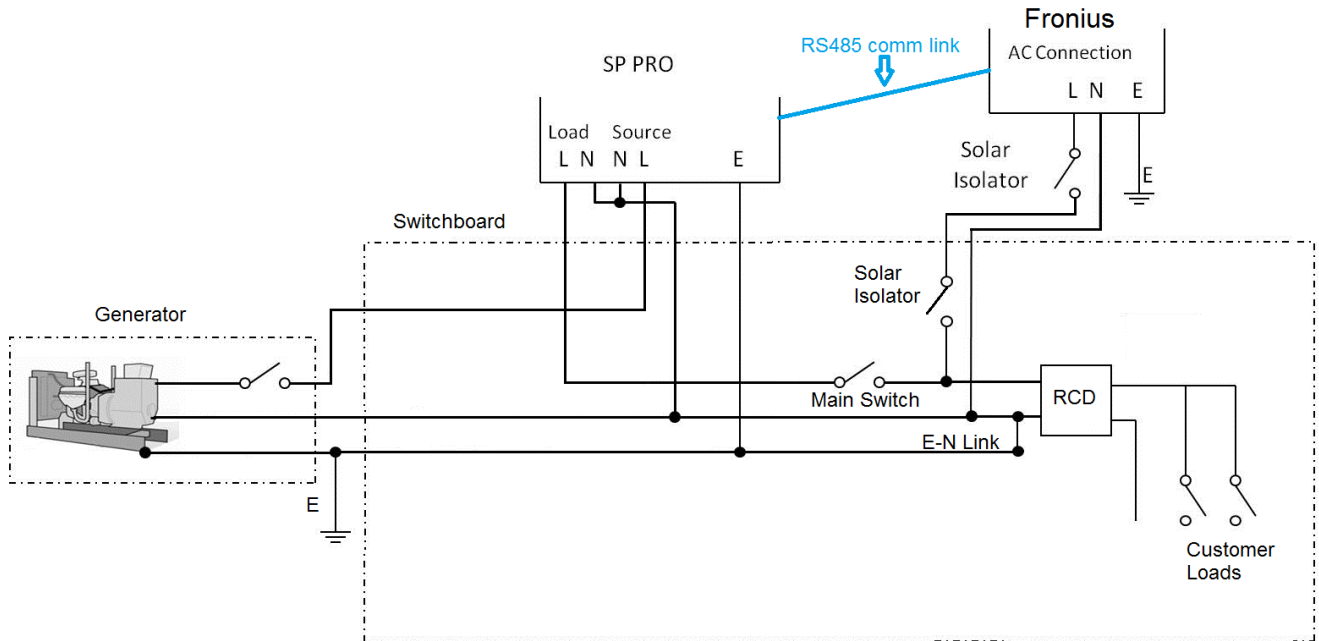 Fronius
RS485 comm link
AC Connection
SP PRO
L N E
Load Source
L N N L E
Solar
Isolator
E
Switchboard
Solar
Isolator
Generator
Main Switch
RCD
E-N Link
E
Customer
Loads